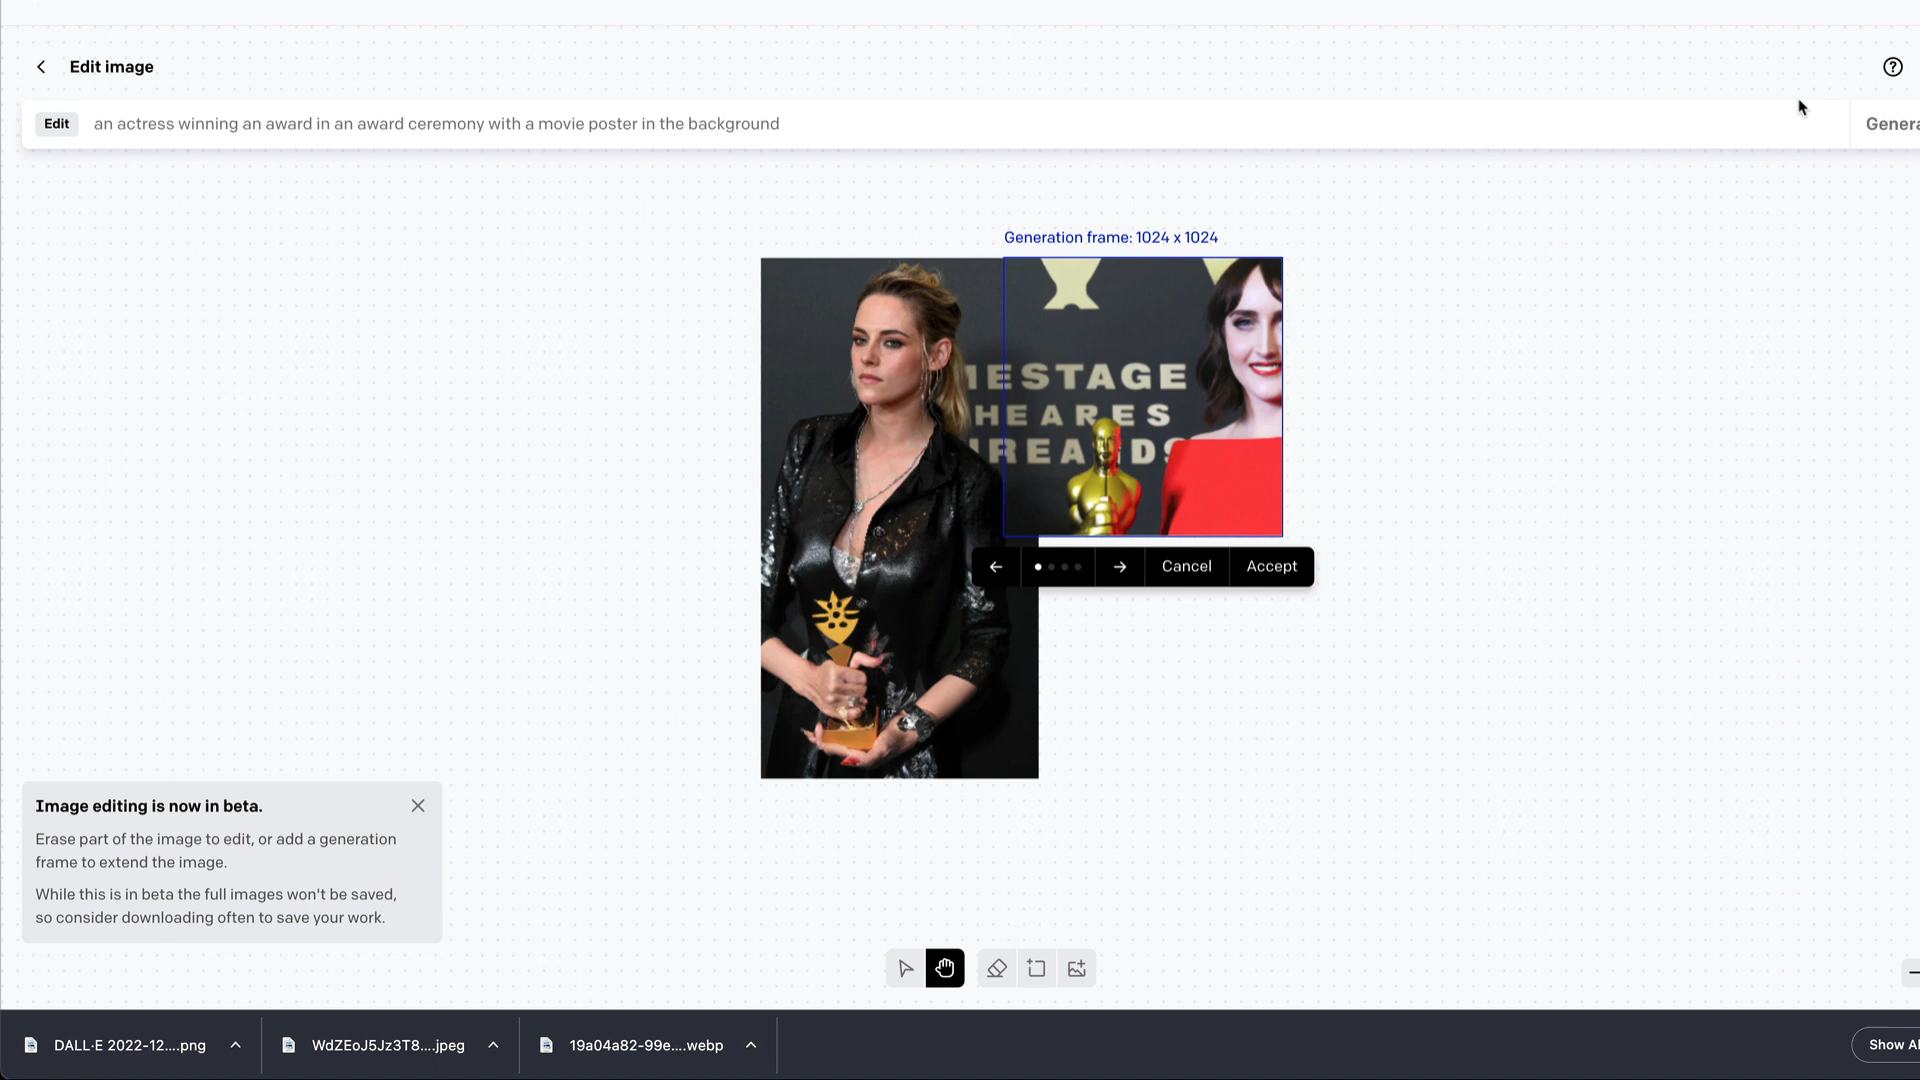 Edit image
Edit
an actress winning an award in an award ceremony with a movie poster in the background
Genera
Generation frame: 1024 x 1024
IESTAGE
HEARES
IREA DS
Cancel
Accept
Image editing is now in beta.
Erase part of the image to edit, or add a generation
frame to extend the image.
While this is in beta the full images won't be saved,
so consider downloading often to save your work.
DALL·E 2022-12....png
WdZEoJ5Jz3T8....jpeg
19a04a82-99e....webp
Show Al